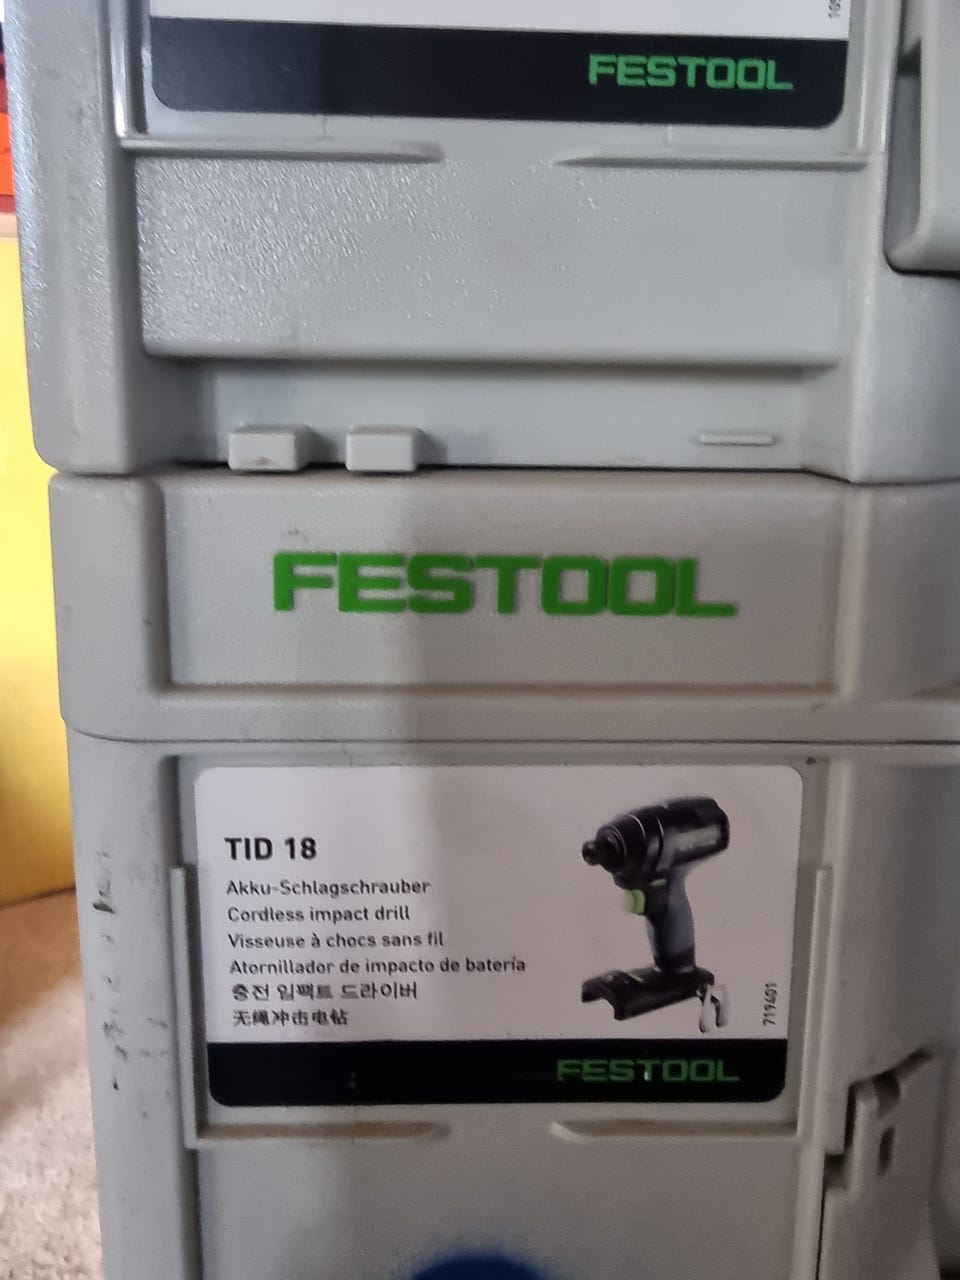 FESTOOL
FESTOOL
TID 18
Akku-Schlagschrauber
Cordless impact drill
Visseuse à chocs sans fil
Atornillador de impacto de batería
충전 임팩트 드라이버
无绳冲击电钻
719401
FESTOOL